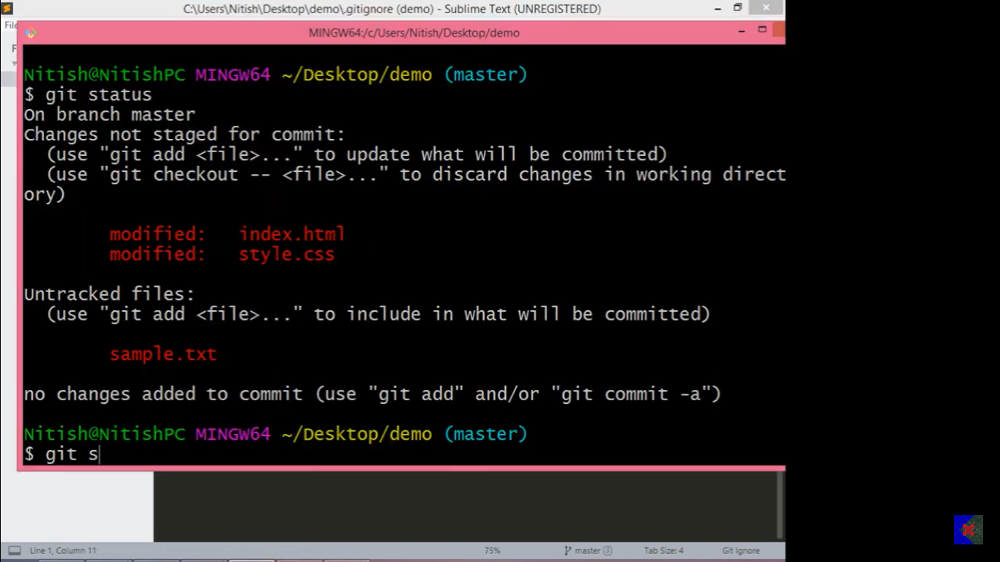 C:\Users\Nitish\Desktop\demo\.gitignore (demo) - Sublime Text (UNREGISTERED)
File
MINGW64:/c/Users/Nitish/Desktop/demo
F
Nitish@NitishPC MINGW64 ~/Desktop/demo (master)
$ git status
On branch master
Changes not staged for commit:
(use "git add <file>..." to update what will be committed)
(use "git checkout -- <file>..." to discard changes in working direct
ory)
modified: index.html
modified: style.css
Untracked files:
(use "git add <file>..." to include in what will be committed)
sample.txt
no changes added to commit (use "git add" and/or "git commit -a")
Nitish@NitishPC MINGW64 ~/Desktop/demo (master)
$ git s
Line 1, Column 11 75% master 3 Tab Size: 4 Git Ignore